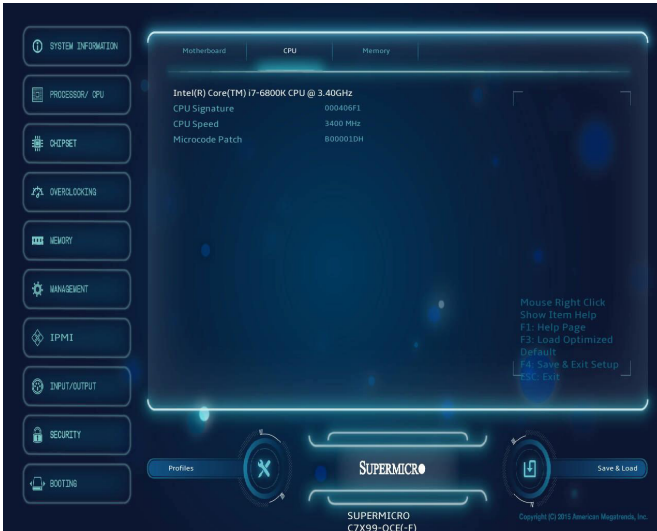 SYSTEM INFORMATION
PROCESSOR/ CPU
CHIPSET
OVERCLOCKING
MEMORY
MANAGEMENT
IPMI
INPUT/OUTPUT
SECURITY
BOOTING
Motherboard CPU Memory
Intel(R) Core(TM) i7-6800K CPU @ 3.40GHz
CPU Signature 000406F1
CPU Speed 3400 MHz
Microcode Patch B00001DH
Mouse Right Click
Show Item Help
F1: Help Page
F3: Load Optimized
Default
F4: Save & Exit Setup
ESC: Exit
Profiles
SUPERMICRO
Save & Load
SUPERMICRO
C7X99-OCE(-F)
Copyright (C) 2015 American Megatrends, Inc.